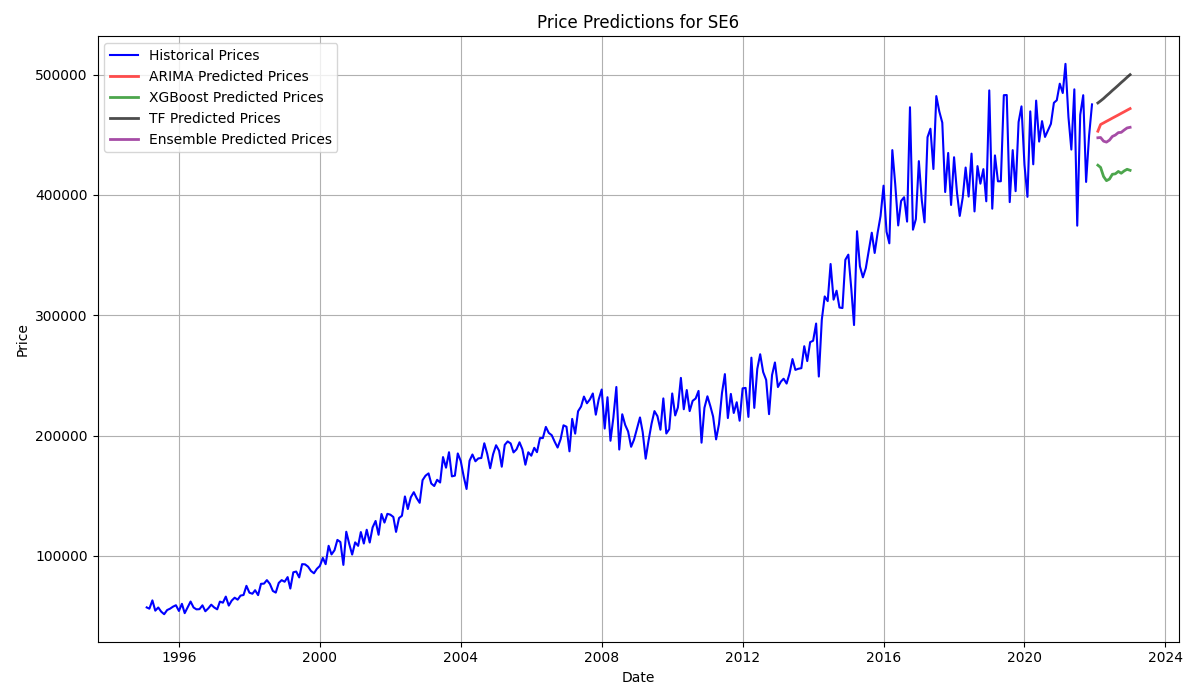 Price Predictions for SE6
Historical Prices
ARIMA Predicted Prices
XGBoost Predicted Prices
TF Predicted Prices
Ensemble Predicted Prices
500000
400000
300000
200000
100000
Price
1996 2000 2004 2008 2012 2016 2020 2024
Date